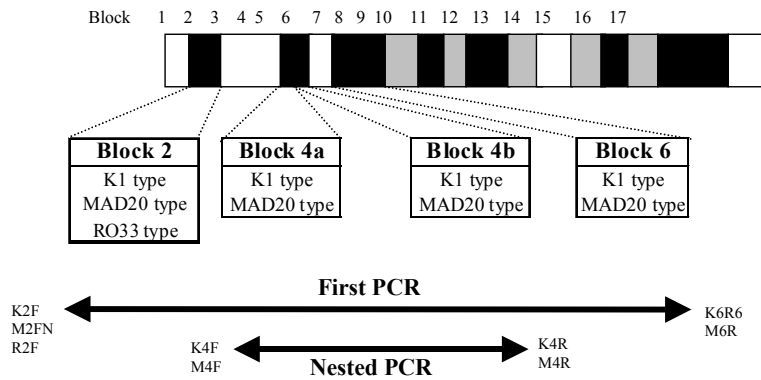 Block 1 2 3 4 5 6 7 8 9 10 11 12 13 14 15 16 17
Block 2 Block 4a Block 4b Block 6
K1 type K1 type K1 type K1 type
MAD20 type MAD20 type MAD20 type MAD20 type
RO33 type
First PCR
K2F K6R6
M2FN M6R
R2F
K4F K4R
M4F M4R
Nested PCR